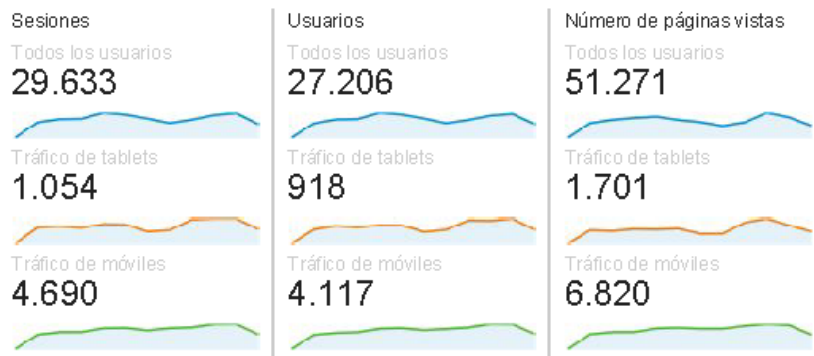 Sesiones
Todos los usuarios
29.633
Tráfico de tablets
1.054
Tráfico de móviles
4.690
Usuarios
Todos los usuarios
27.206
Tráfico de tablets
918
Tráfico de móviles
4.117
Número de páginas vistas
Todos los usuarios
51.271
Tráfico de tablets
1.701
Tráfico de móviles
6.820